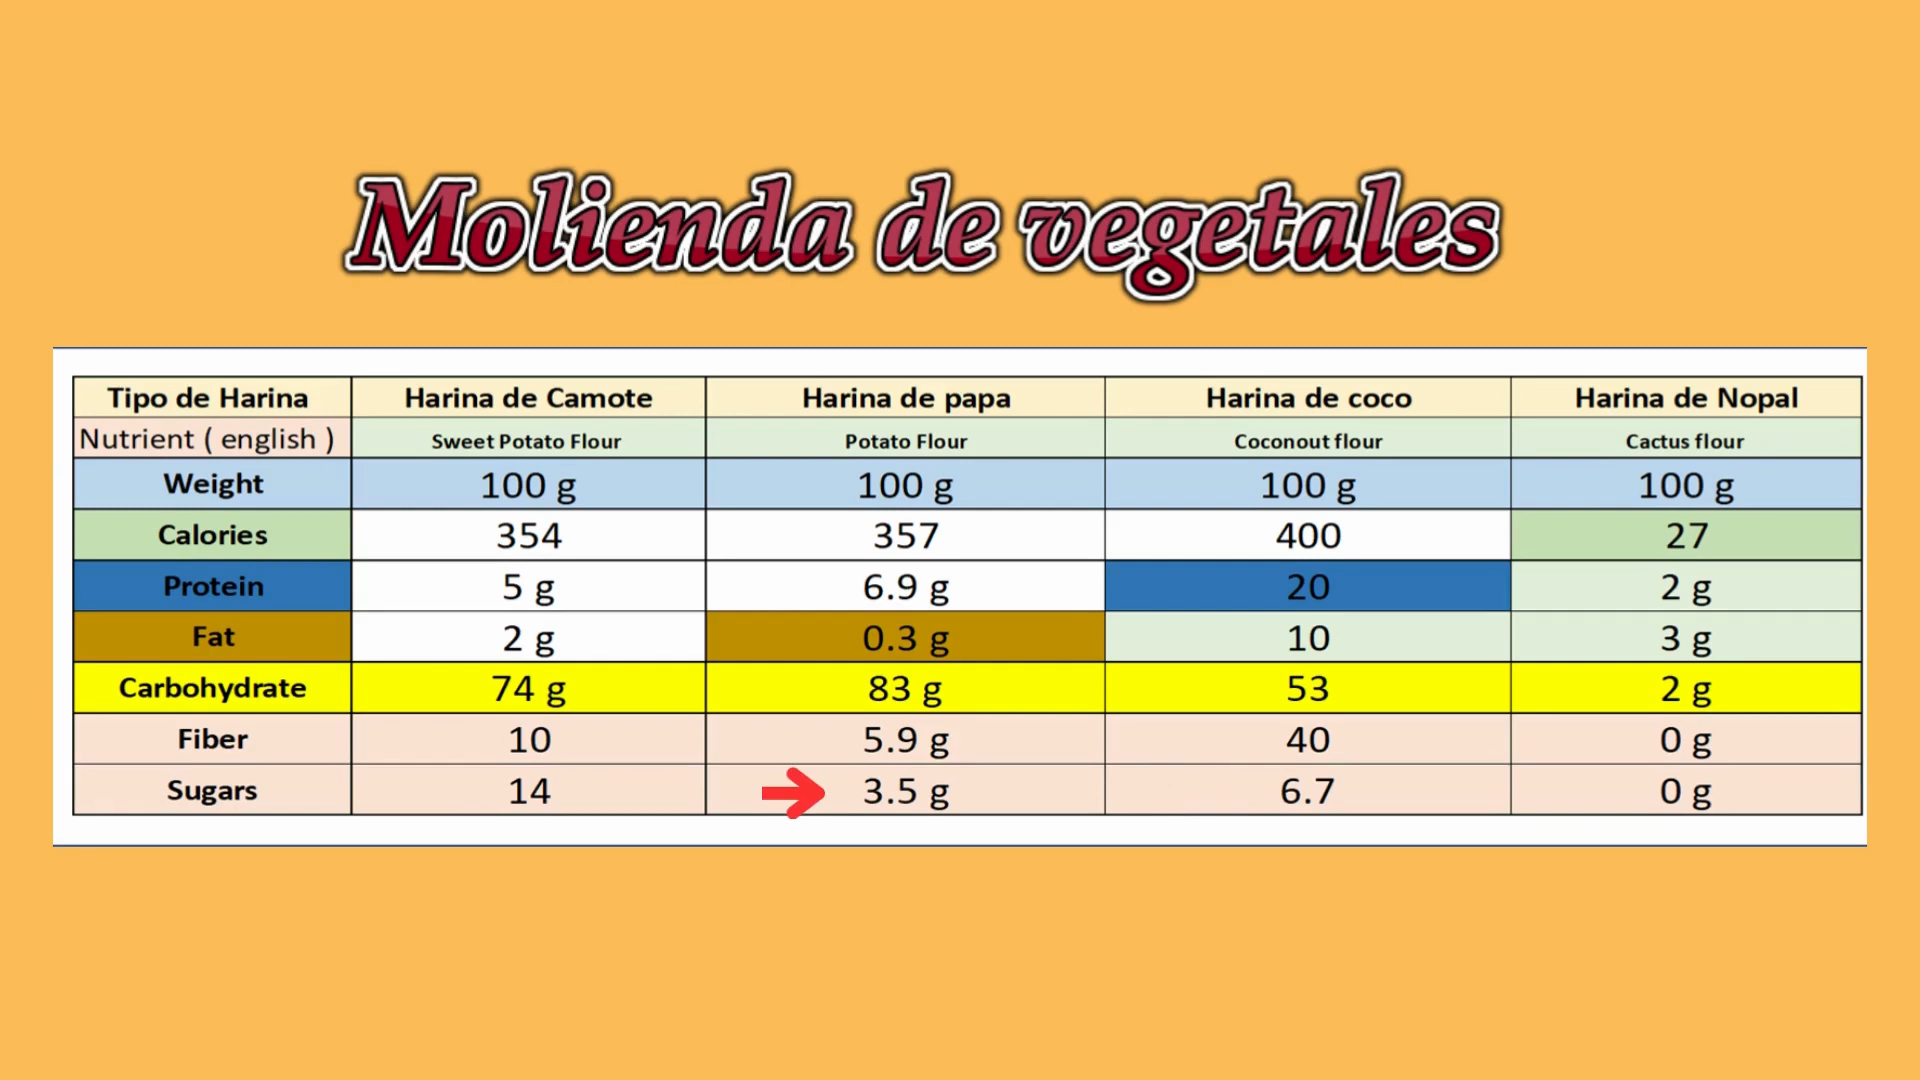 Molienda de vegetales
Tipo de Harina Harina de Camote Harina de papa Harina de coco Harina de Nopal
Nutrient ( english ) Sweet Potato Flour Potato Flour Coconout flour Cactus flour
Weight 100 g 100 g 100 g 100 g
Calories 354 357 400 27
Protein 5 g 6.9 g 20 2 g
Fat 2 g 0.3 g 10 3 g
Carbohydrate 74 g 83 g 53 2 g
Fiber 10 5.9 g 40 0 g
Sugars 14 3.5 g 6.7 0 g